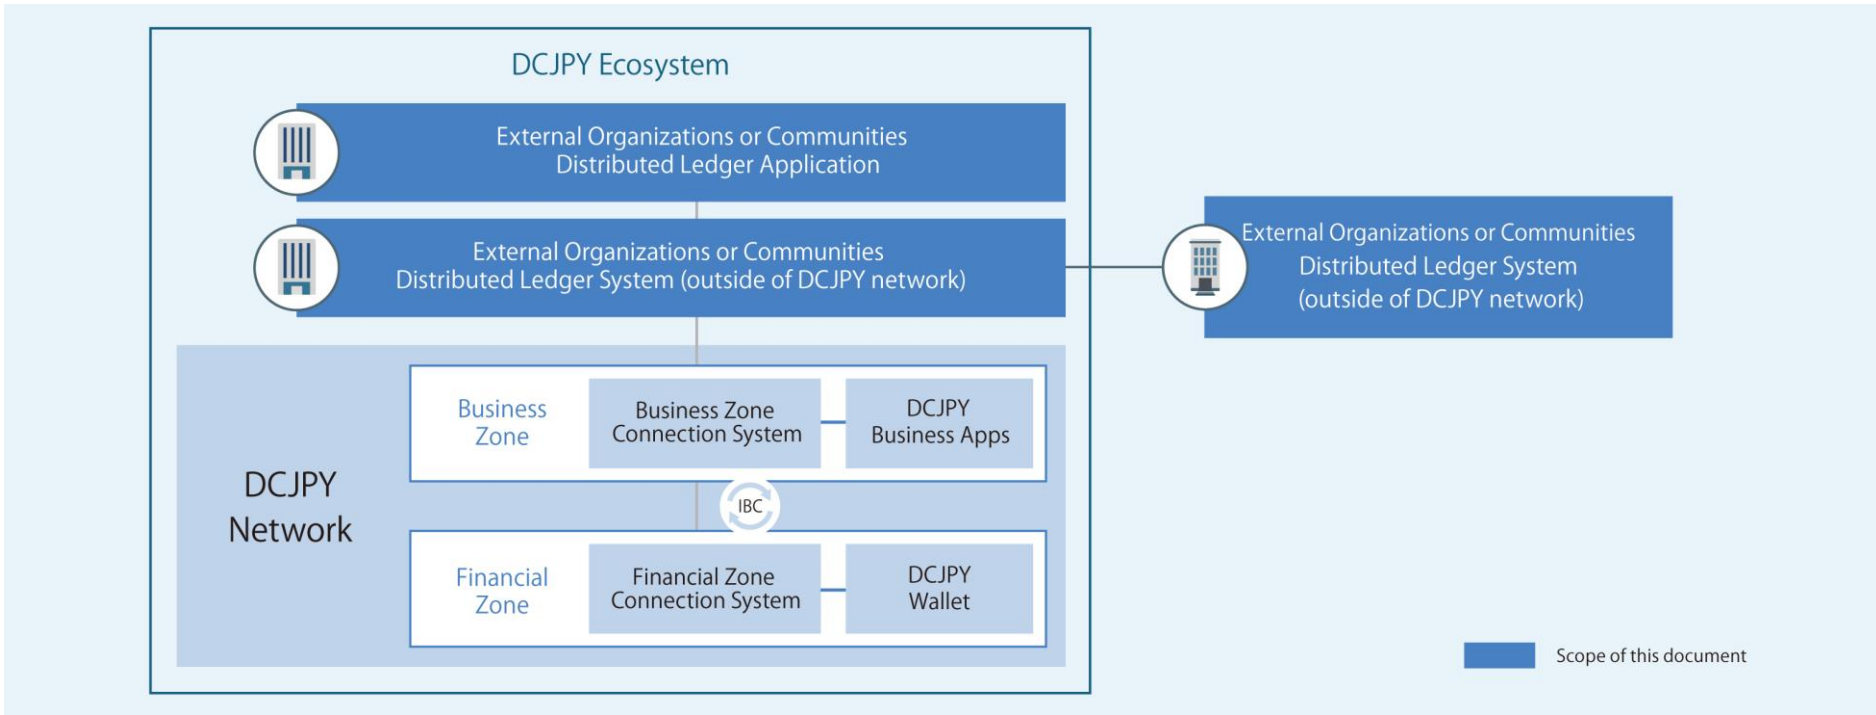 DCJPY Ecosystem
External Organizations or Communities
Distributed Ledger Application
External Organizations or Communities
Distributed Ledger System (outside of DCJPY network)
External Organizations or Communities
Distributed Ledger System
(outside of DCJPY network)
DCJPY
Network
Business
Zone
Business Zone
Connection System
DCJPY
Business Apps
IBC
Financial
Zone
Financial Zone
Connection System
DCJPY
Wallet
Scope of this document